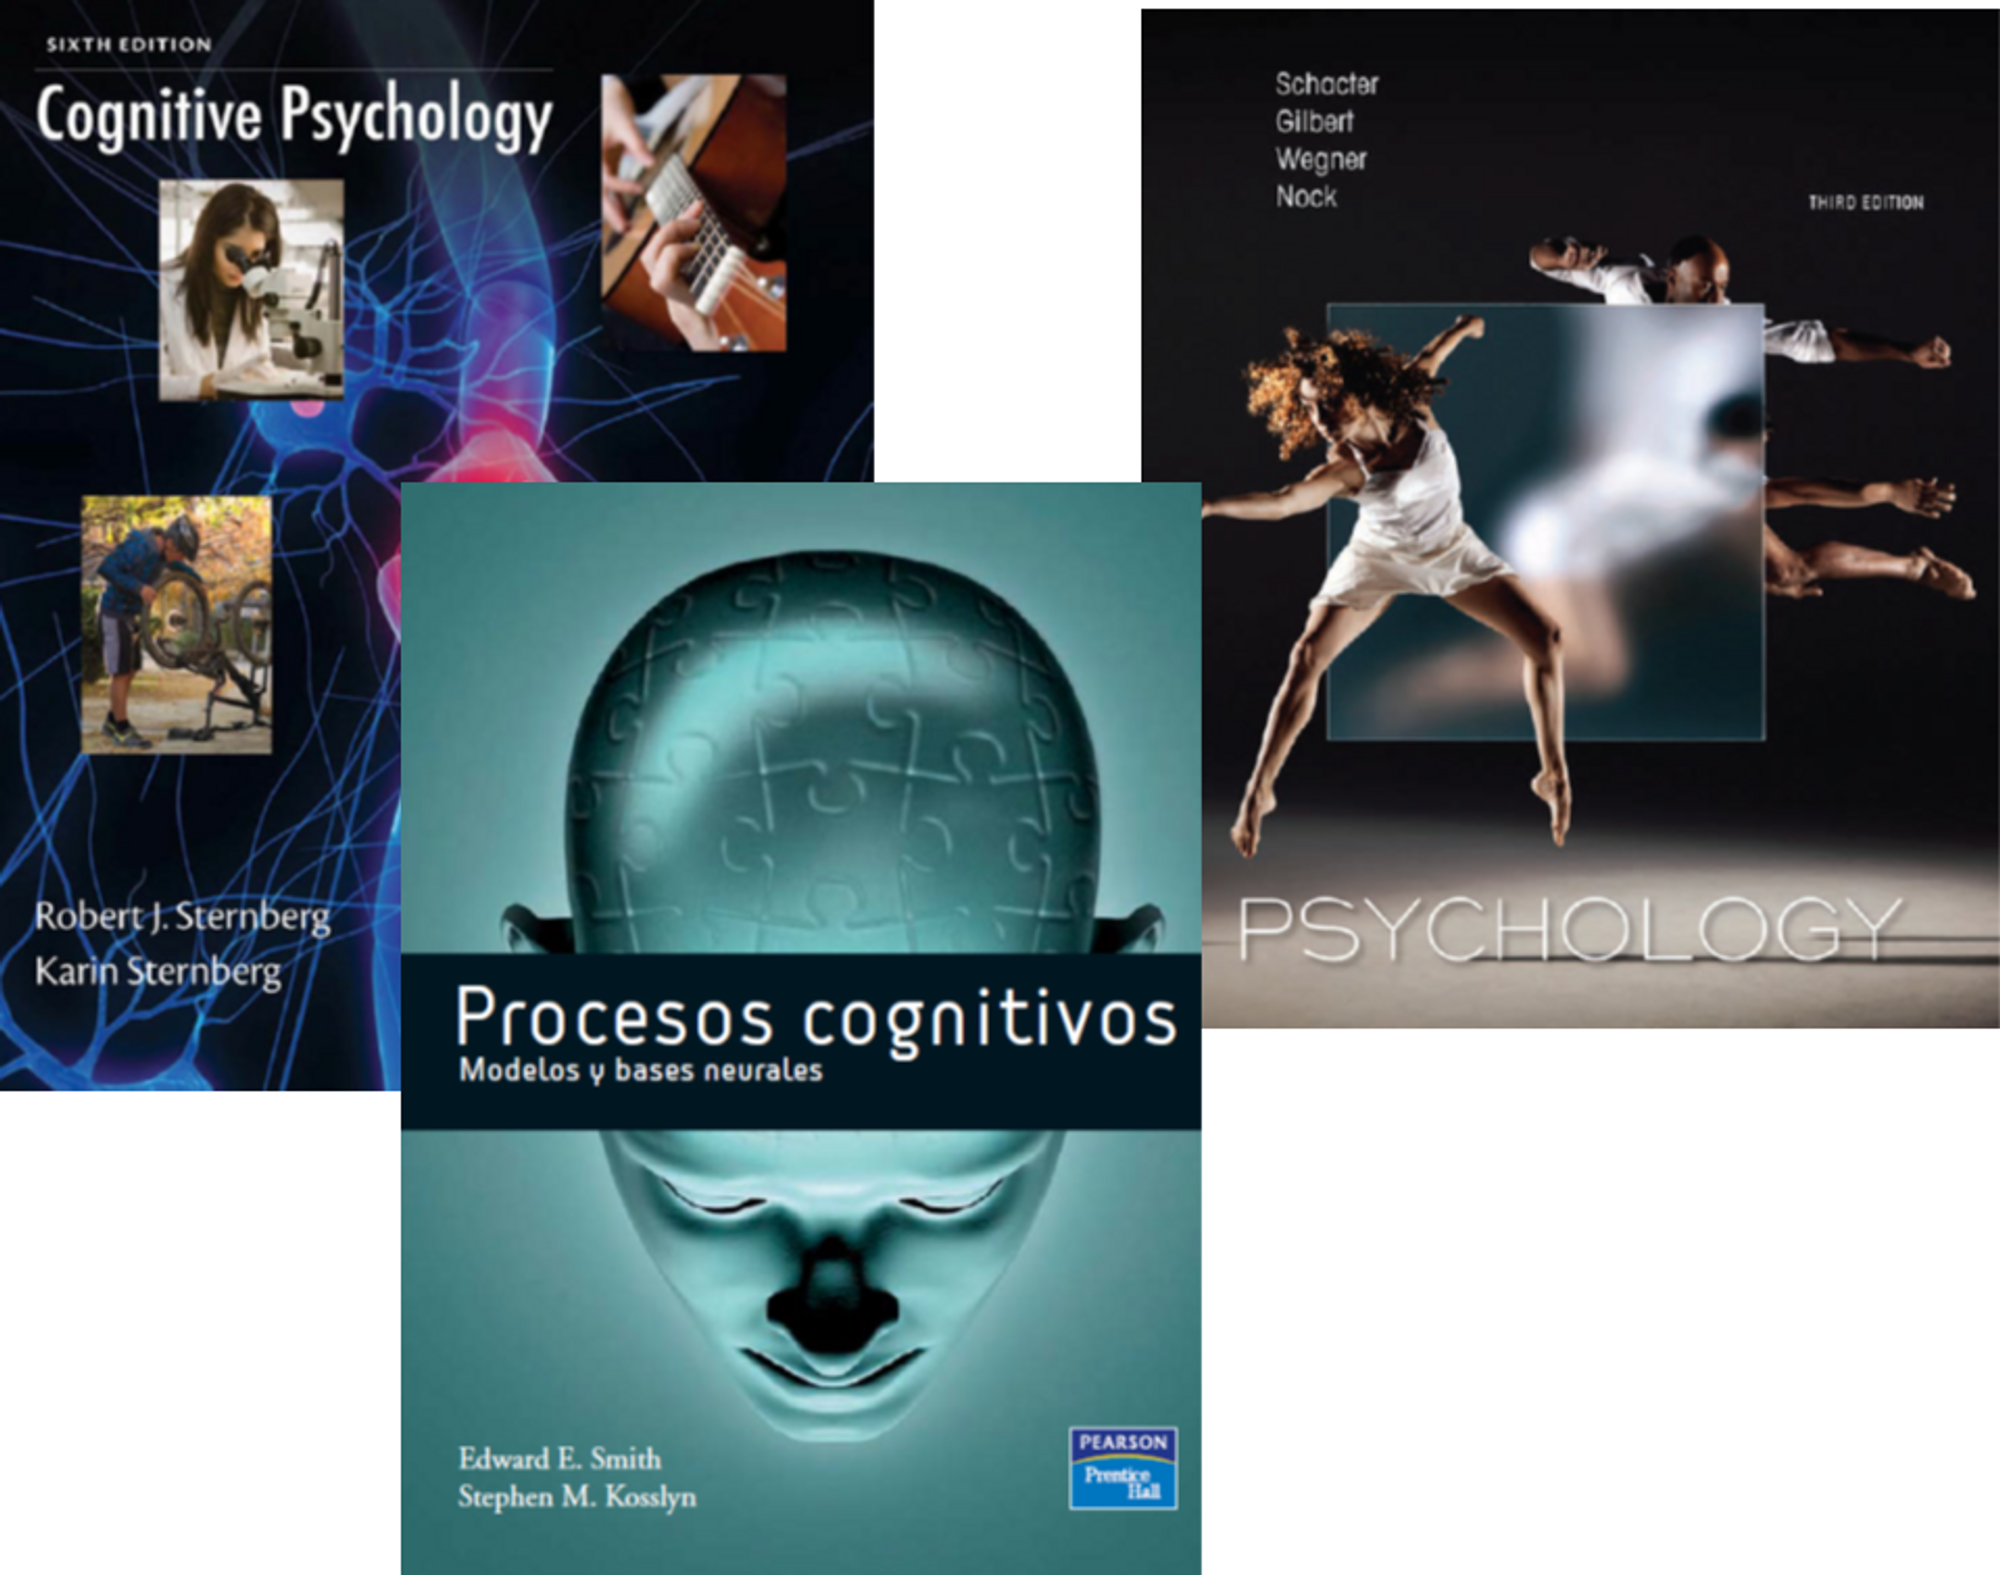 SIXTH EDITION
Cognitive Psychology
Robert J. Sternberg
Karin Sternberg
Procesos cognitivos
Modelos y bases neurales
Edward E. Smith
Stephen M. Kosslyn
PEARSON
Prentice
Hall
Schacter
Gilbert
Wegner
Nock
THIRD EDITION
PSYCHOLOGY